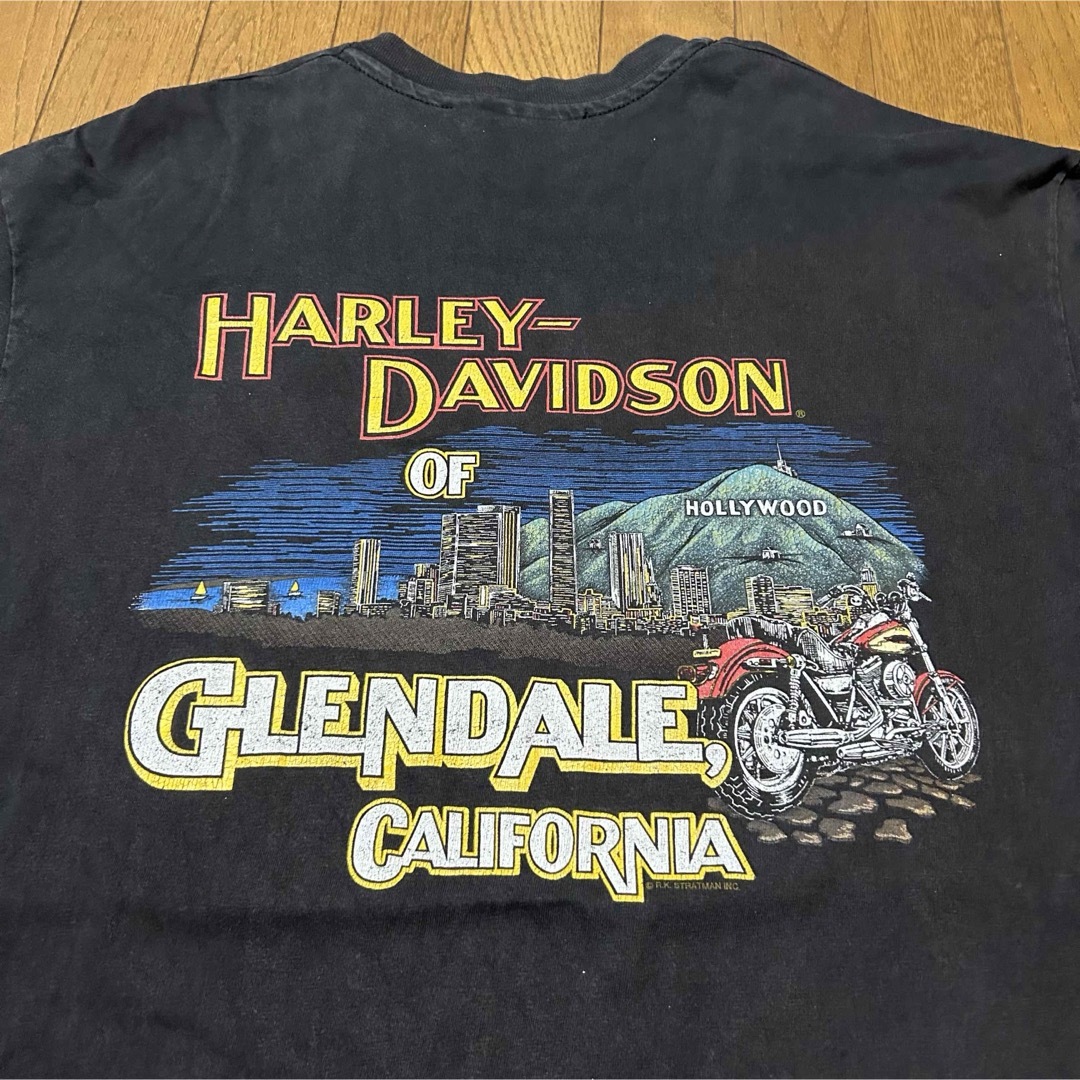 HARLEY-
DAVIDSON®
OF
HOLLYWOOD
GLENDALE,
CALIFORNIA
© R.K. STRATMAN INC.